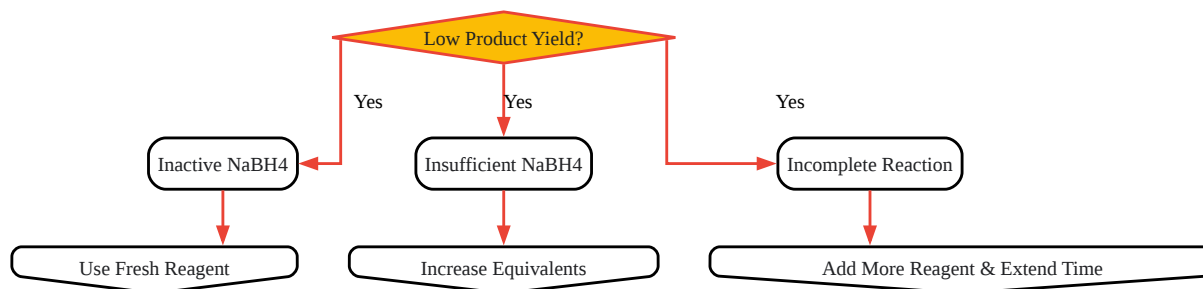 Low Product Yield?
Yes
Yes
Yes
Inactive NaBH4
Insufficient NaBH4
Incomplete Reaction
Use Fresh Reagent
Increase Equivalents
Add More Reagent & Extend Time